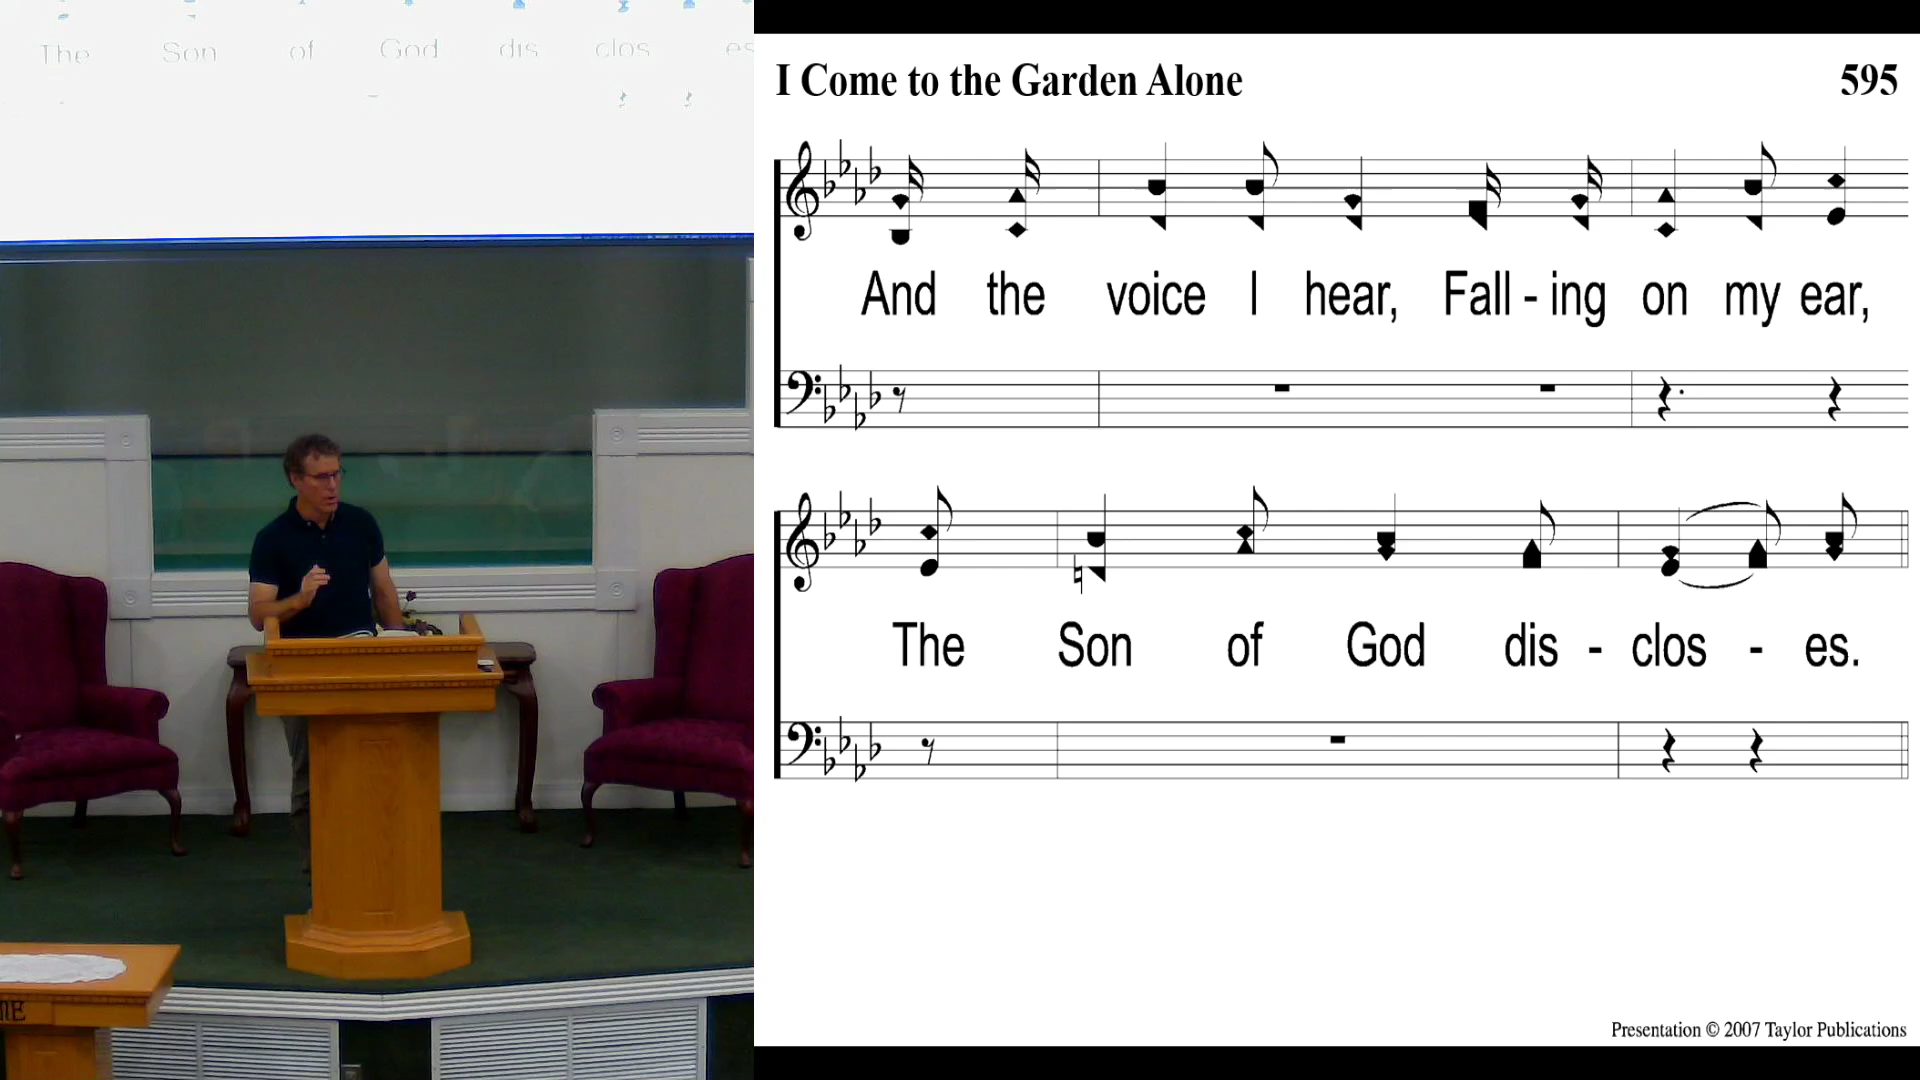 The Son of God dis clos es
I Come to the Garden Alone 595
And the voice I hear, Fall - ing on my ear,
The Son of God dis - clos - es.
Presentation © 2007 Taylor Publications